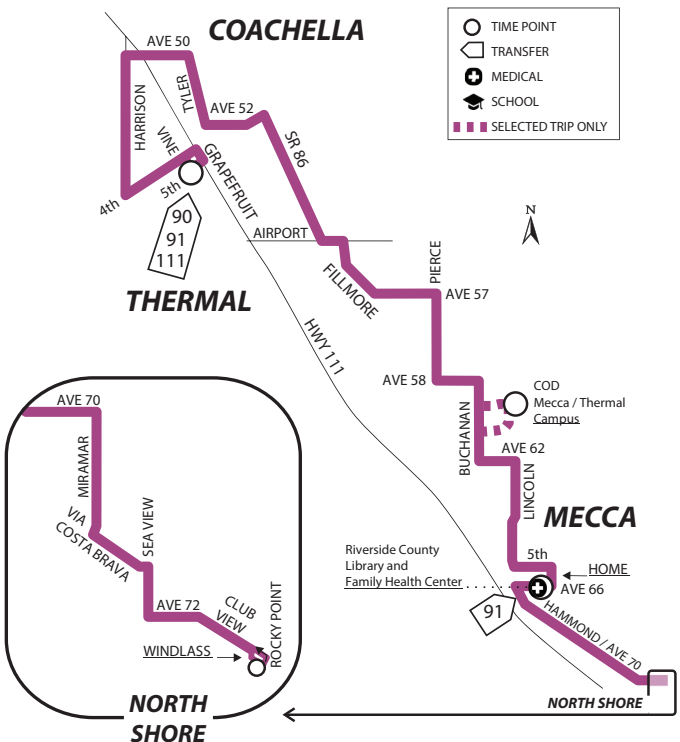 COACHELLA
TIME POINT
TRANSFER
MEDICAL
SCHOOL
SELECTED TRIP ONLY
AVE 50
HARRISON
TYLER
AVE 52
SR 86
VINE
GRAPEFRUIT
4th
5th
90
91
111
THERMAL
N
AIRPORT
FILLMORE
PIERCE
AVE 57
HWY 111
AVE 58
COD
Mecca / Thermal
Campus
BUCHANAN
AVE 62
LINCOLN
MECCA
5th
HOME
AVE 66
Riverside County
Library and
Family Health Center
91
HAMMOND / AVE 70
NORTH SHORE
AVE 70
MIRAMAR
VIA
COSTA BRAVA
SEA VIEW
AVE 72
CLUB
VIEW
ROCKY POINT
WINDLASS
NORTH
SHORE